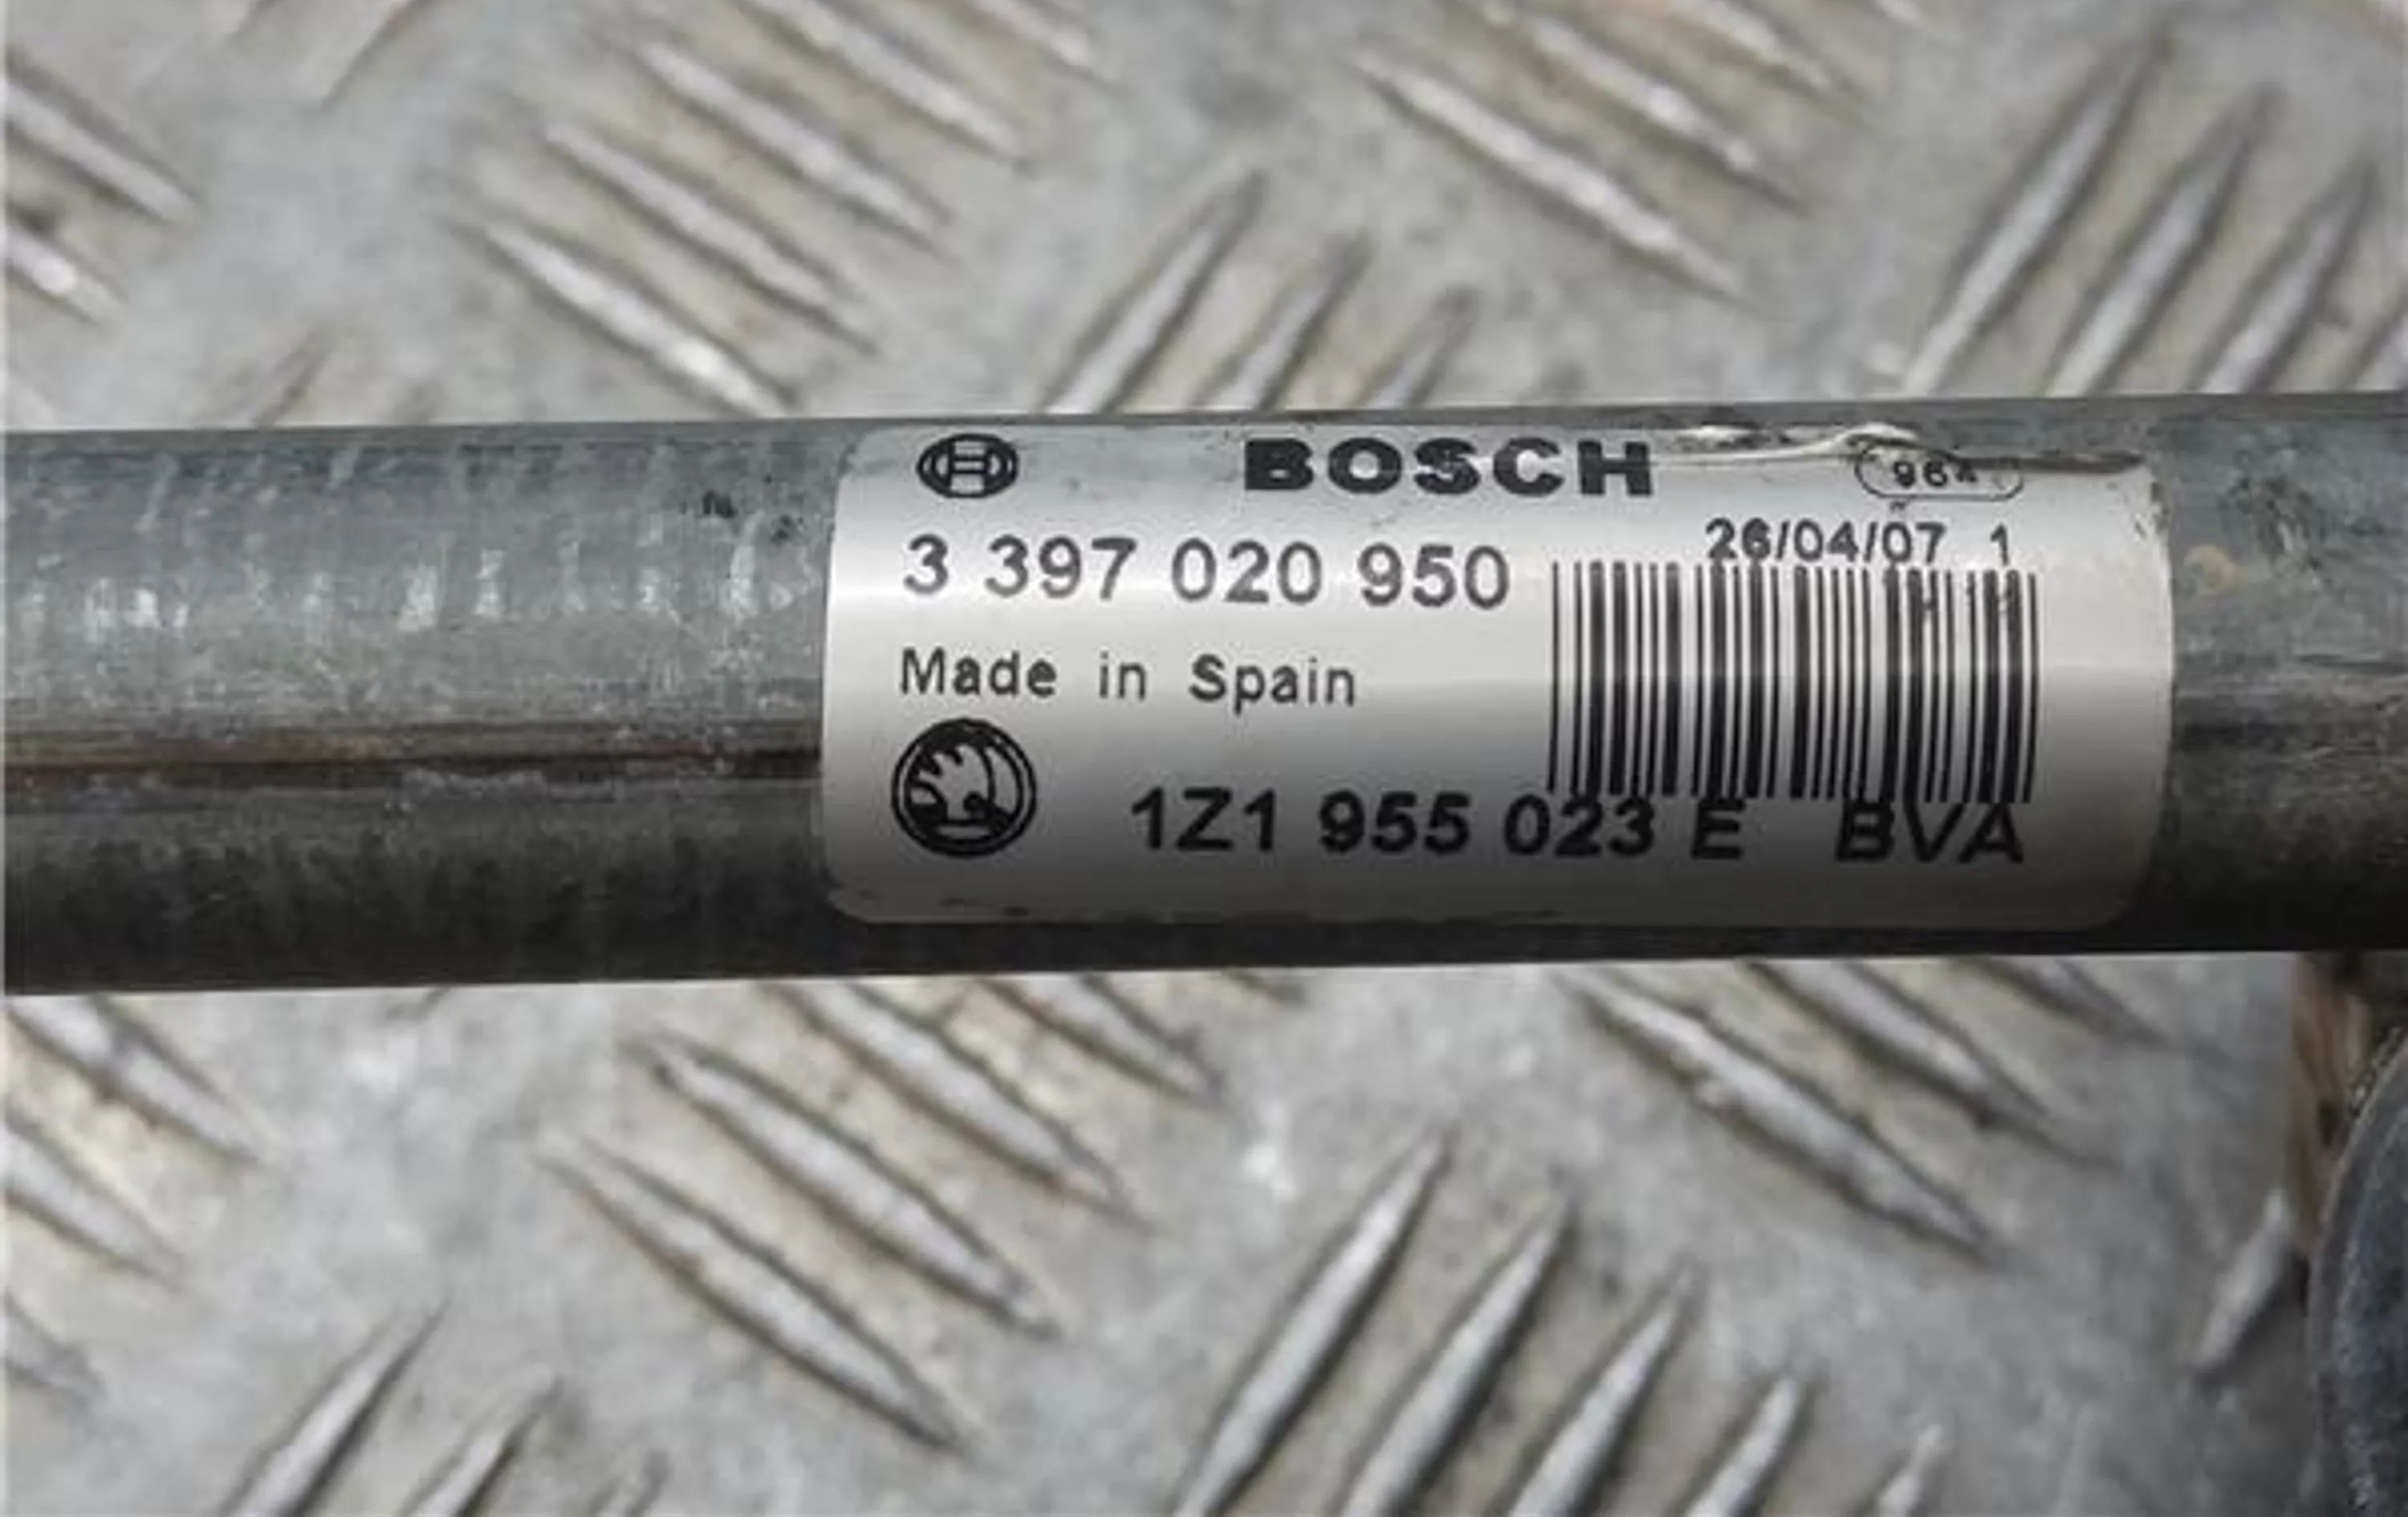 BOSCH
26/04/07 1
3 397 020 950
Made in Spain
1Z1 955 023 E BVA